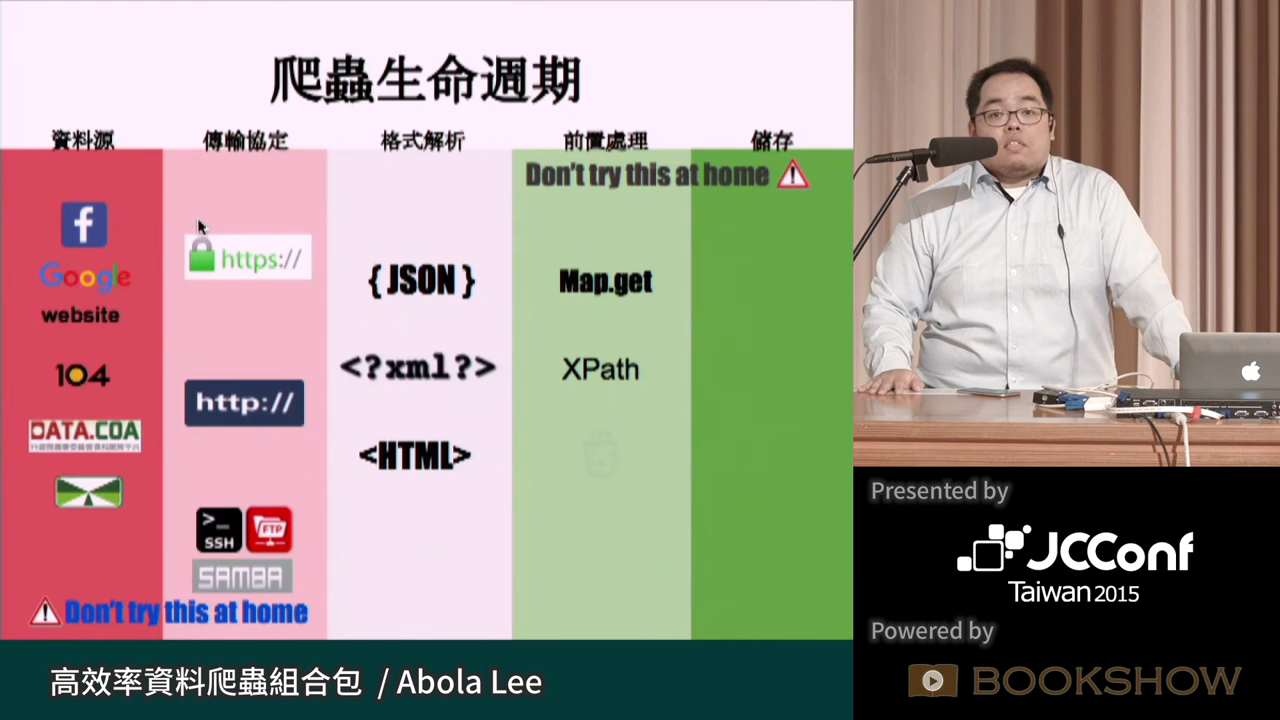 爬蟲生命週期
資料源
傳輸協定
格式解析
前置處理
儲存
Don't try this at home
f
Google
website
104
DATA.COA
https://
http://
>_
SSH
FTP
SAMBA
{ JSON }
<?xml?>
<HTML>
Map.get
XPath
Don't try this at home
高效率資料爬蟲組合包 / Abola Lee
Presented by
JCConf
Taiwan 2015
Powered by
BOOKSHOW